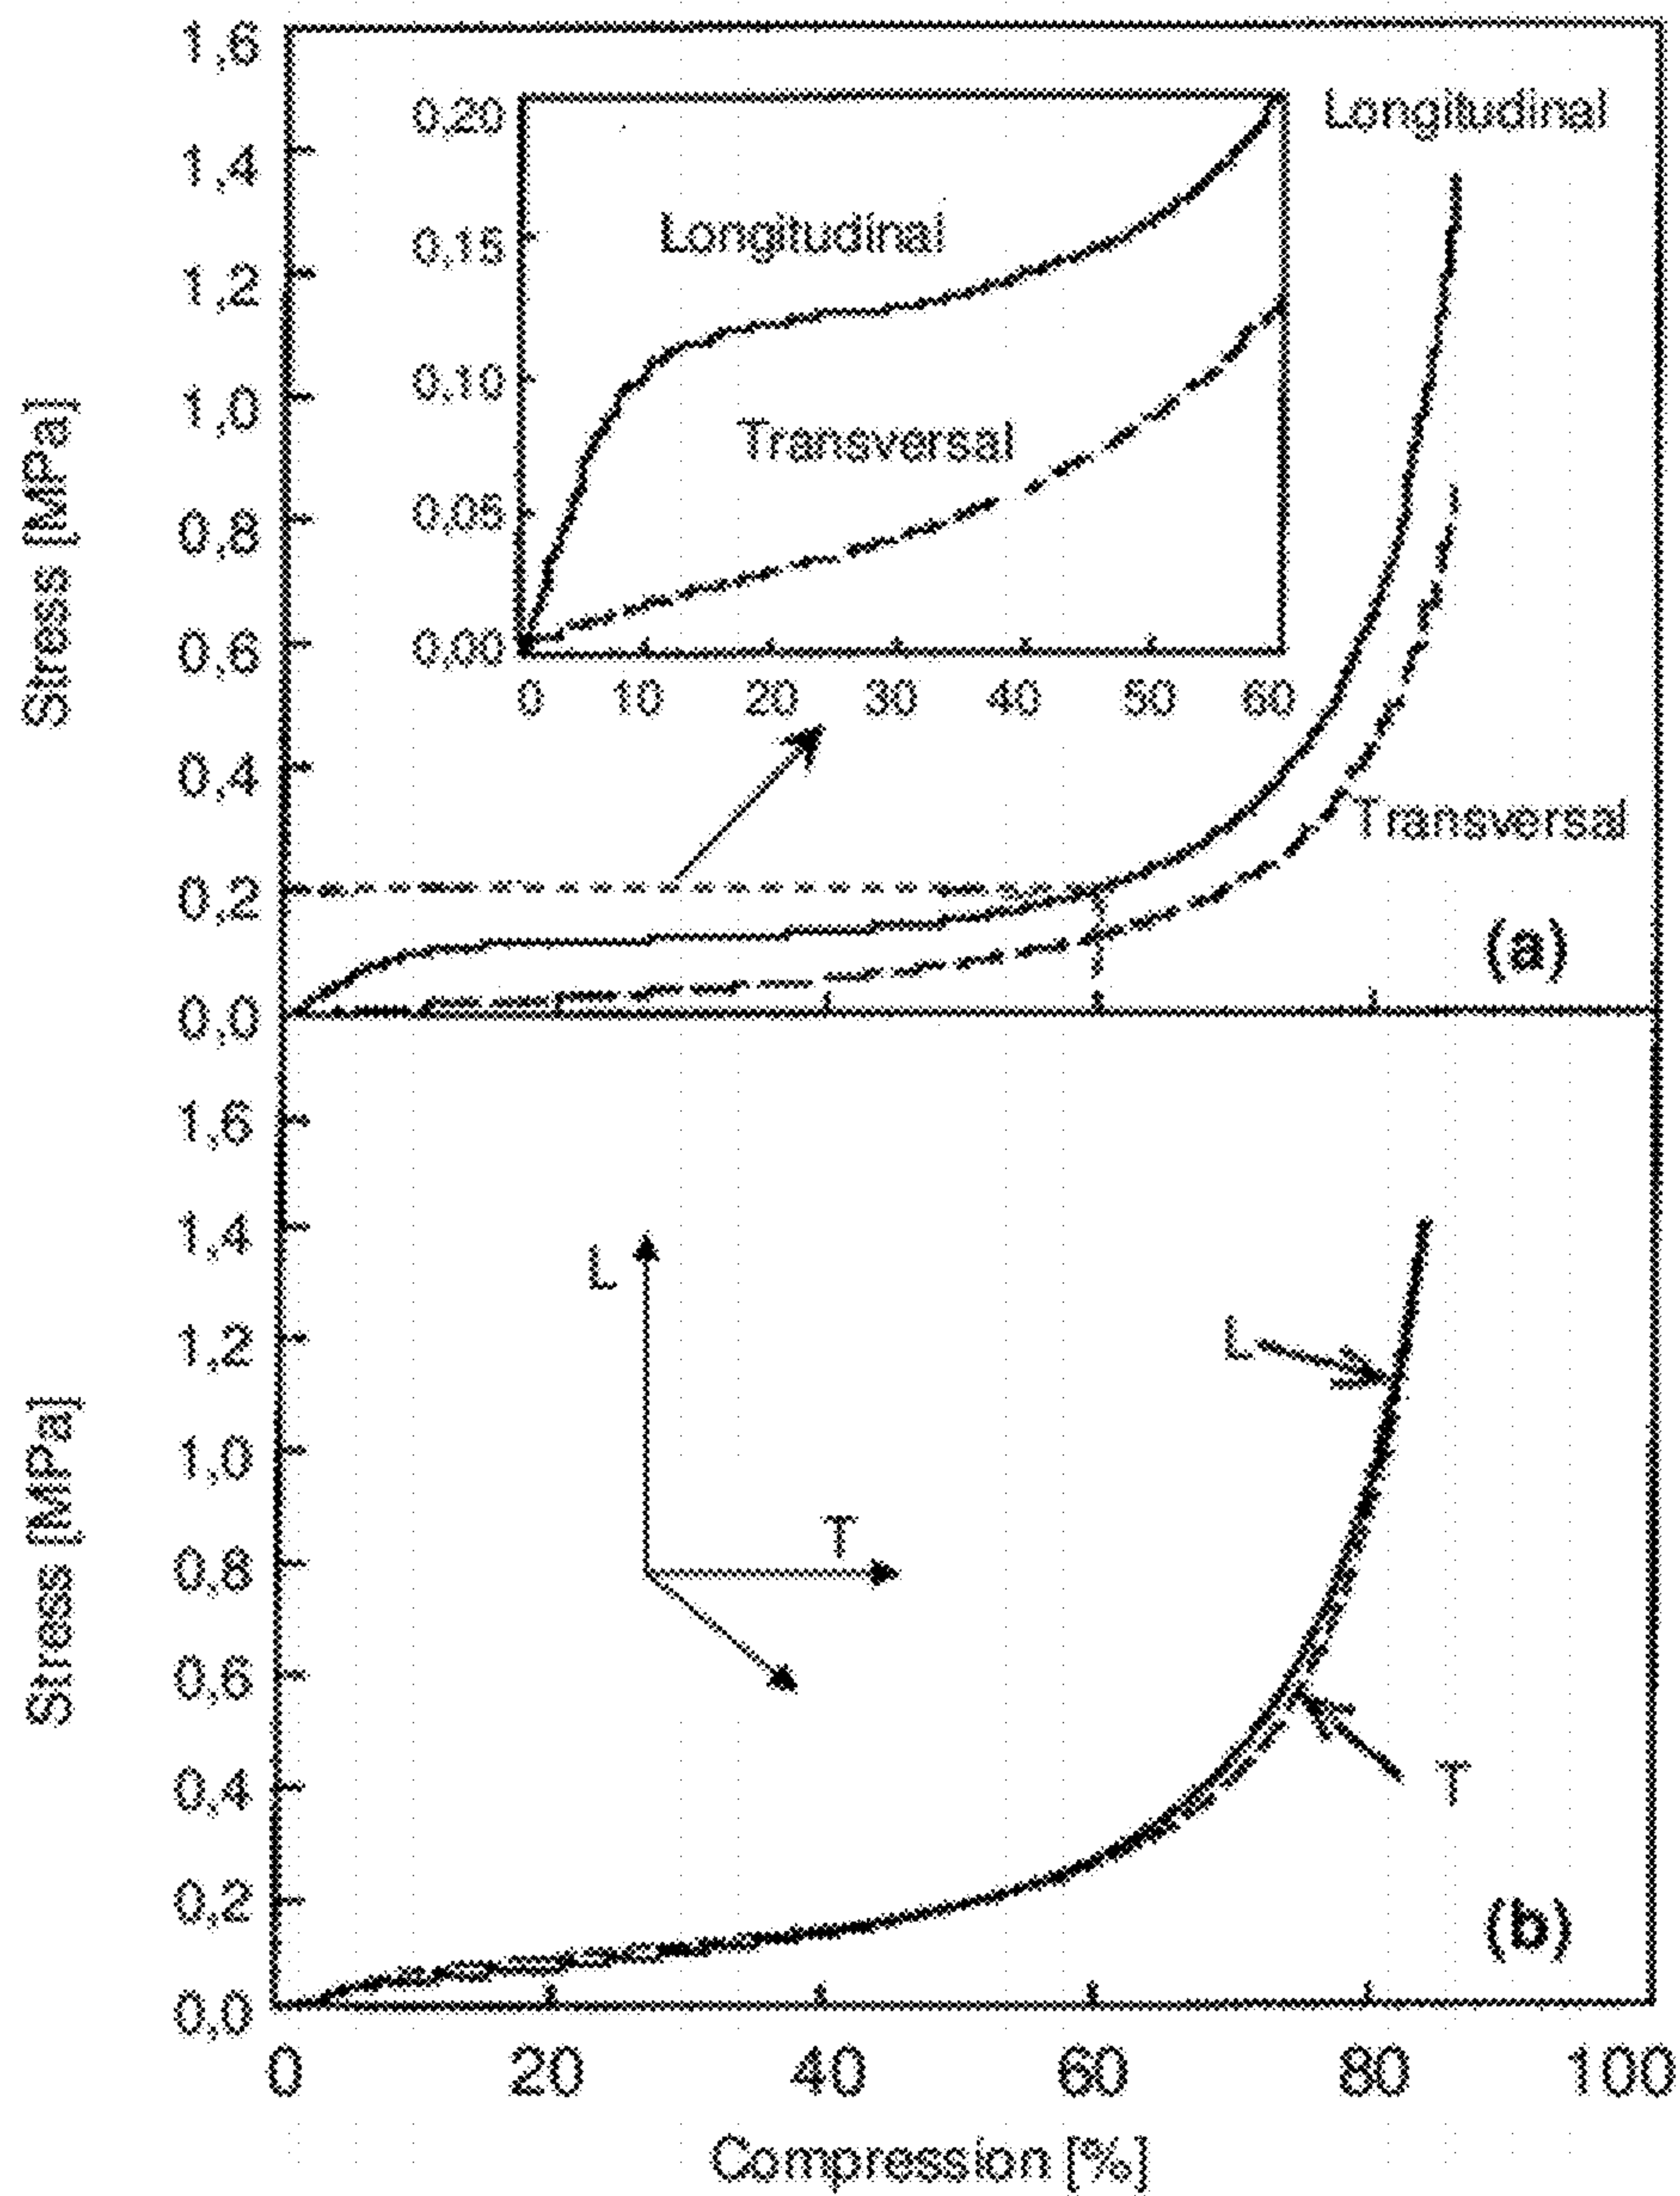 1,6
1,4
1,2
1,0
0,8
0,6
0,4
0,2
0,0
Stress [MPa]
0,20
0,15
0,10
0,05
0,00
0 10 20 30 40 50 60
Longitudinal
Transversal
Longitudinal
Transversal
(a)
1,6
1,4
1,2
1,0
0,8
0,6
0,4
0,2
0,0
Stress [MPa]
L
T
L
T
(b)
0 20 40 60 80 100
Compression [%]